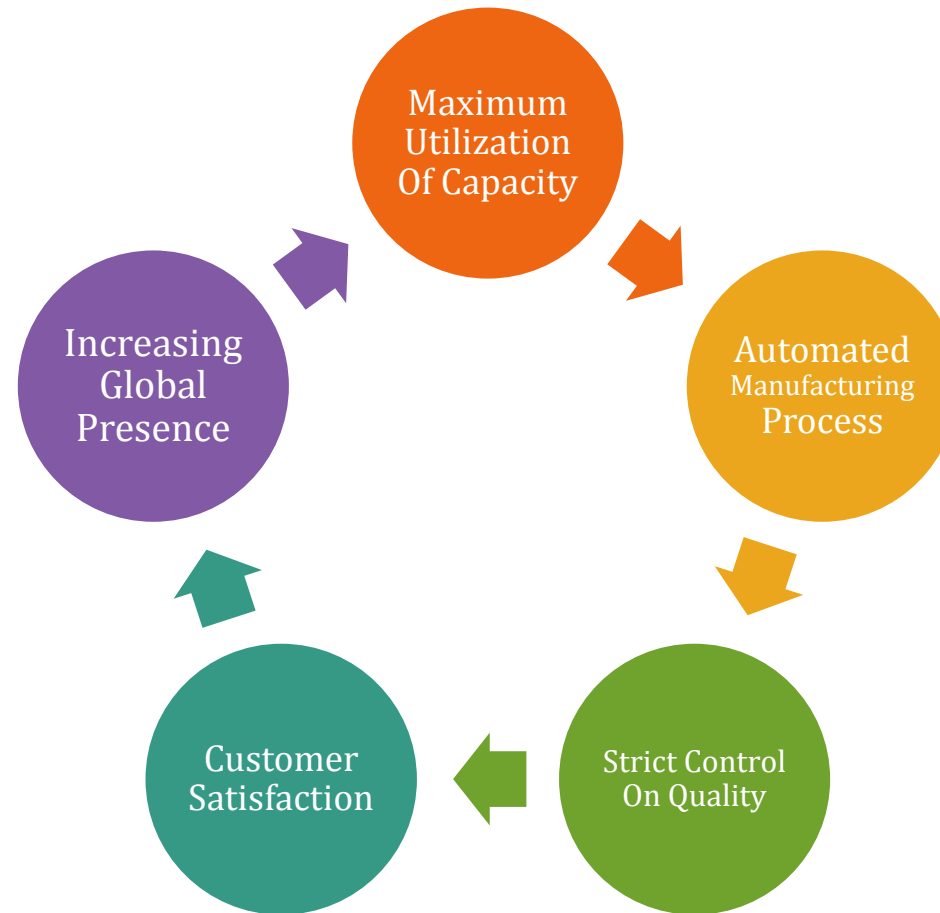 Maximum
Utilization
Of Capacity
Automated
Manufacturing
Process
Strict Control
On Quality
Customer
Satisfaction
Increasing
Global
Presence